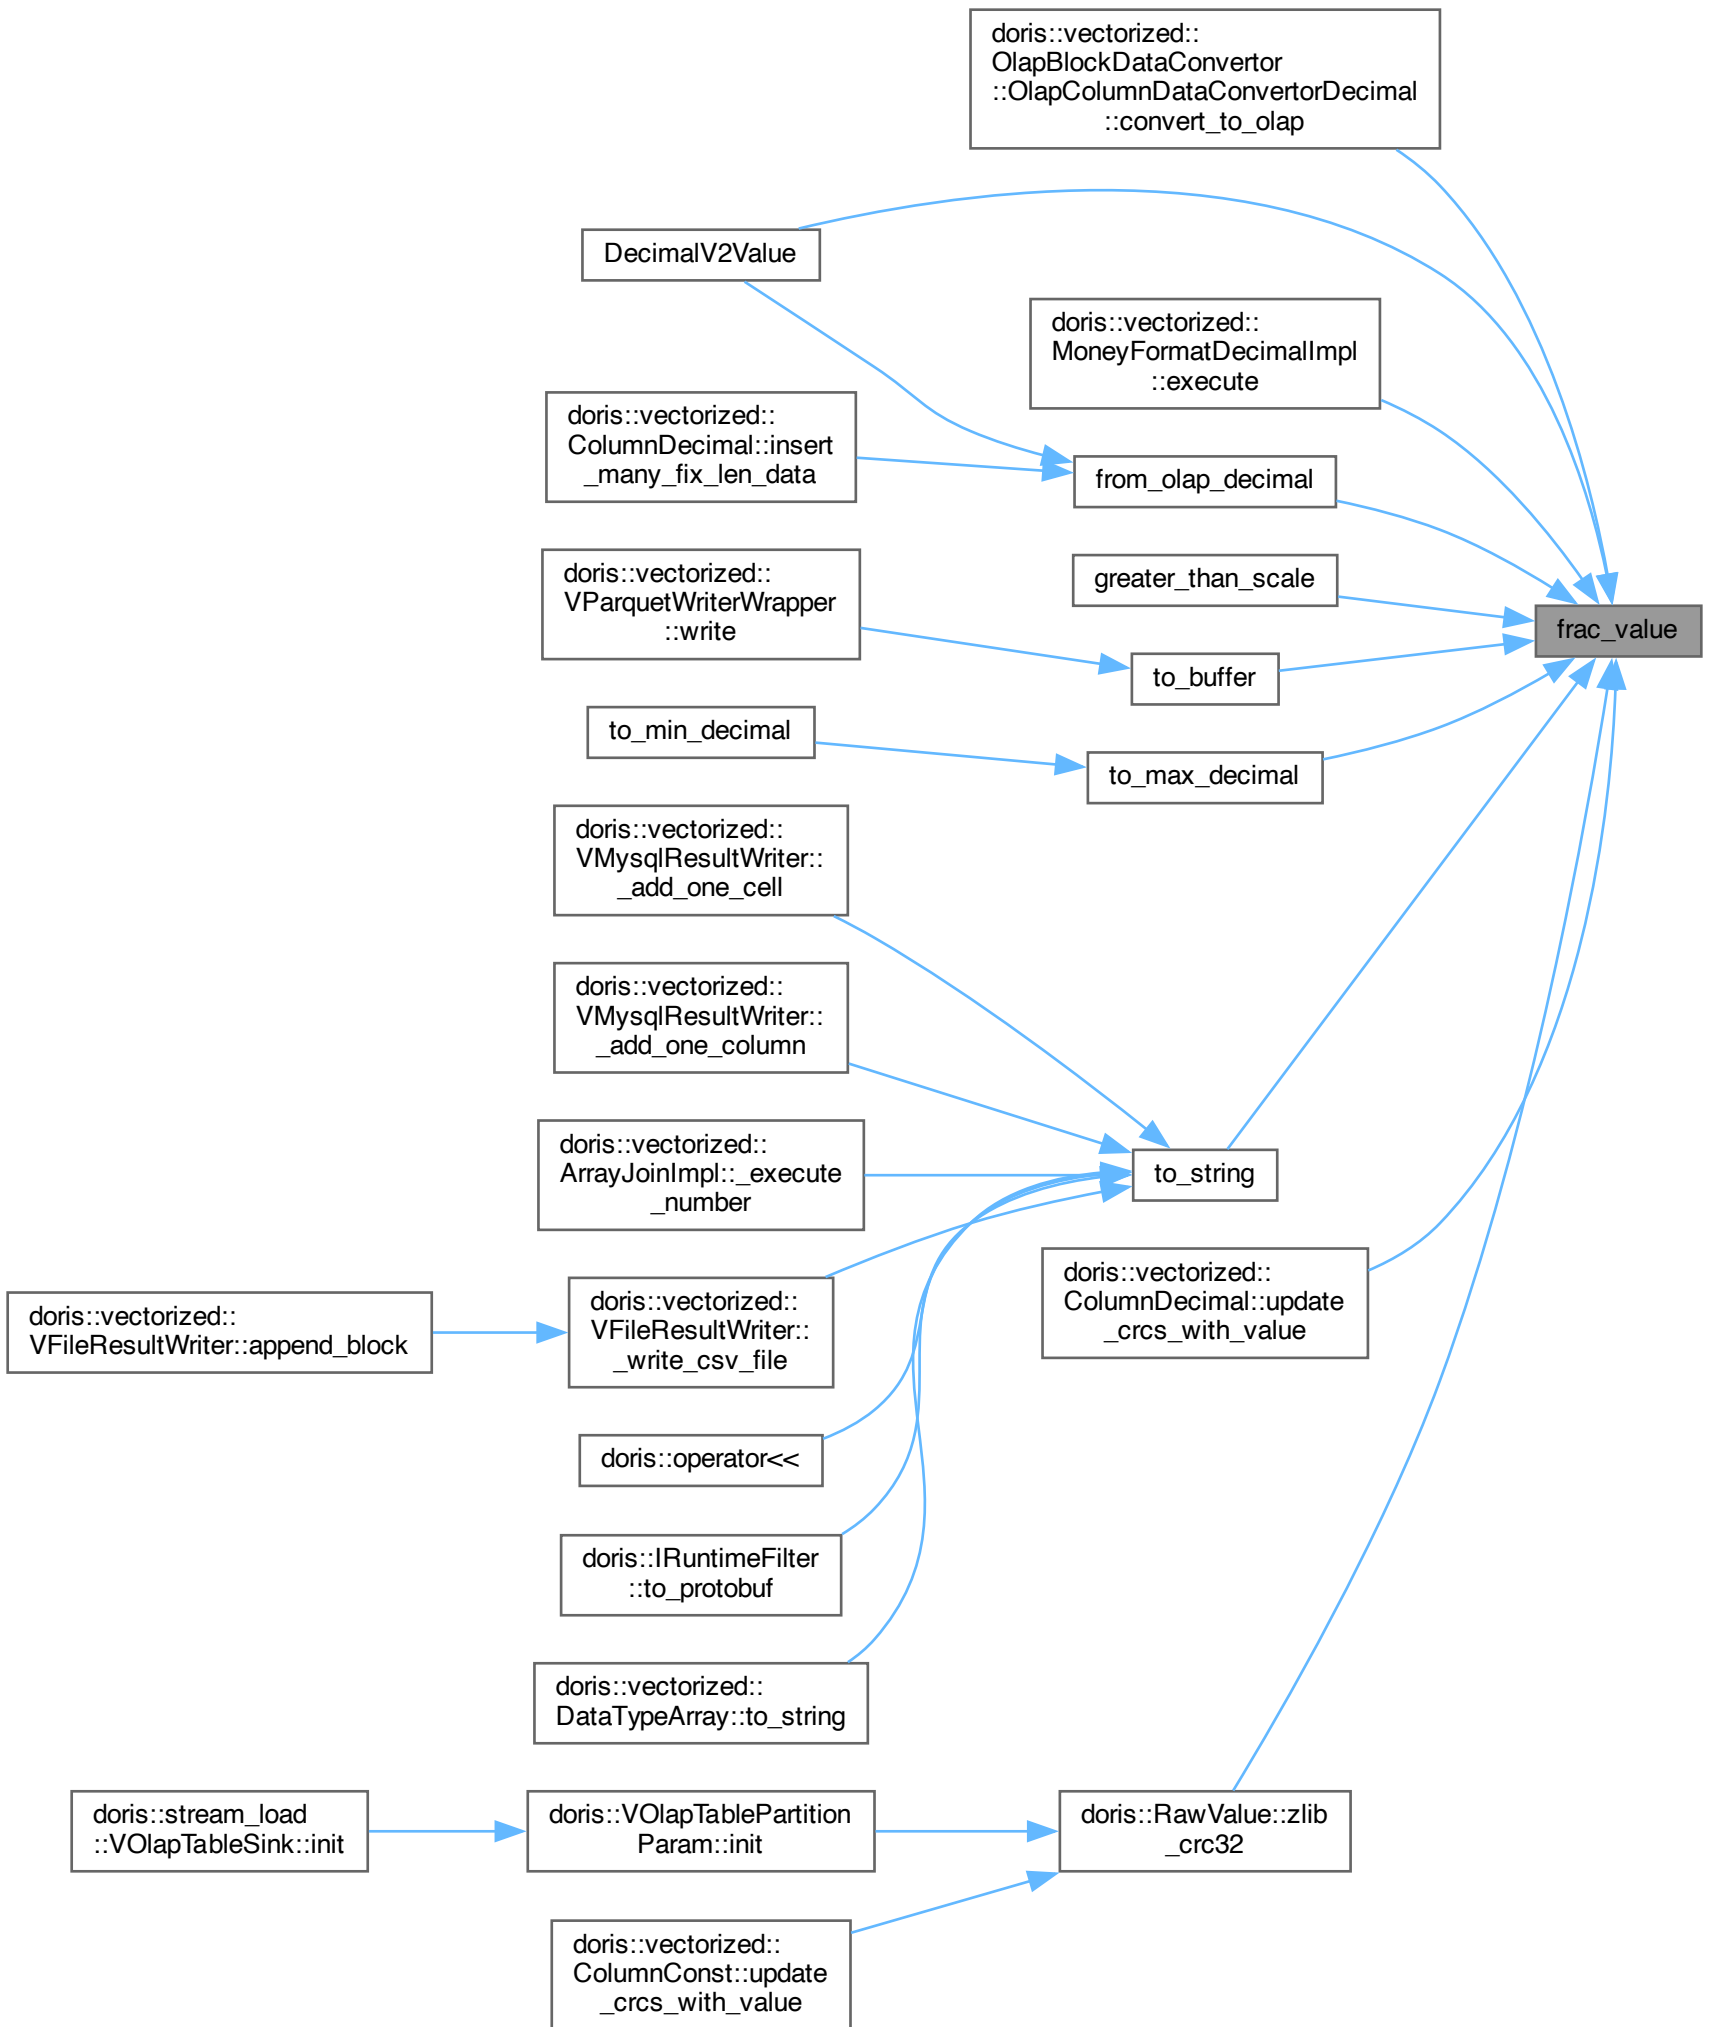 doris::vectorized::
OlapBlockDataConvertor
::OlapColumnDataConvertorDecimal
::convert_to_olap
DecimalV2Value
doris::vectorized::
MoneyFormatDecimalImpl
::execute
doris::vectorized::
ColumnDecimal::insert
_many_fix_len_data
from_olap_decimal
doris::vectorized::
VParquetWriterWrapper
::write
greater_than_scale
frac_value
to_buffer
to_min_decimal
to_max_decimal
doris::vectorized::
VMysqlResultWriter::
_add_one_cell
doris::vectorized::
VMysqlResultWriter::
_add_one_column
doris::vectorized::
ArrayJoinImpl::_execute
_number
to_string
doris::vectorized::
ColumnDecimal::update
_crcs_with_value
doris::vectorized::
VFileResultWriter::append_block
doris::vectorized::
VFileResultWriter::
_write_csv_file
doris::operator<<
doris::IRuntimeFilter
::to_protobuf
doris::vectorized::
DataTypeArray::to_string
doris::stream_load
::VOlapTableSink::init
doris::VOlapTablePartition
Param::init
doris::RawValue::zlib
_crc32
doris::vectorized::
ColumnConst::update
_crcs_with_value